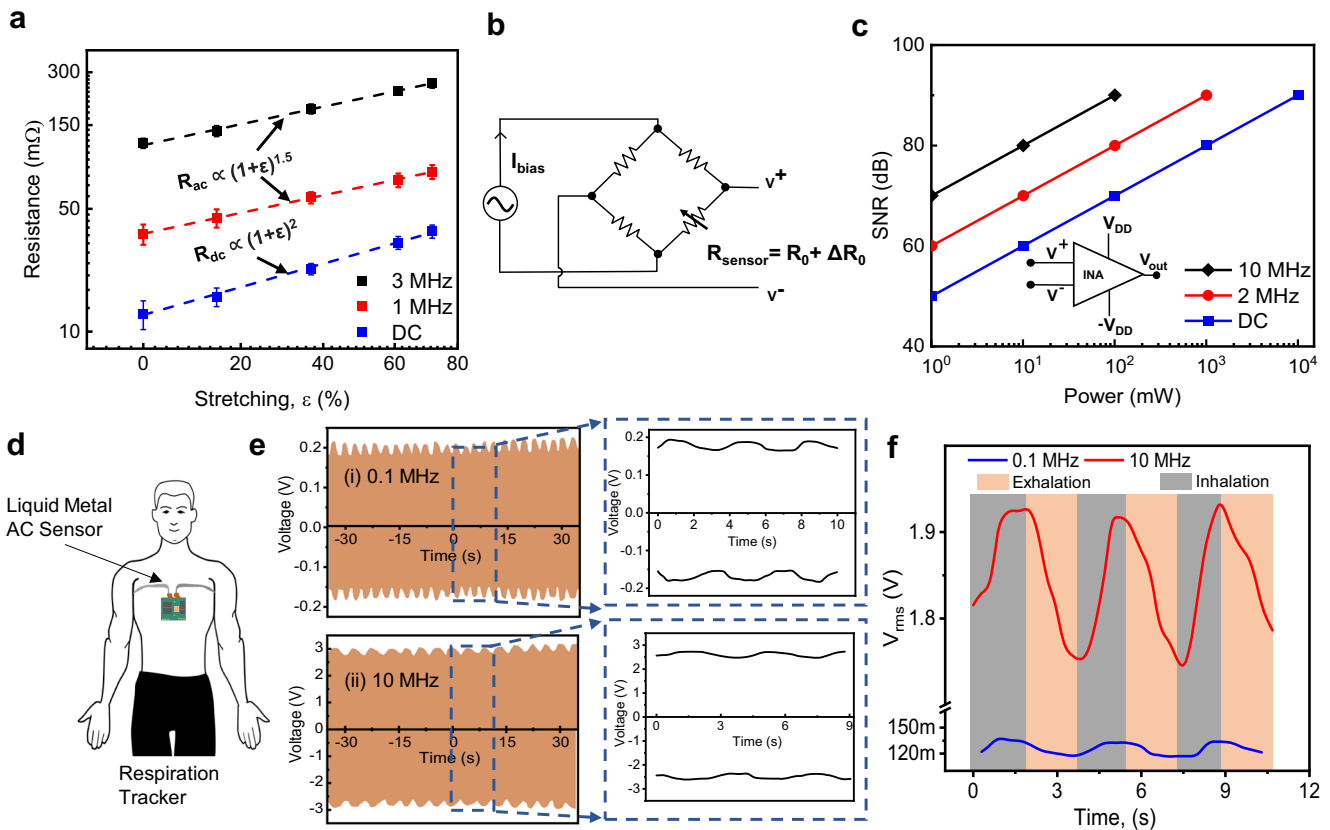 a
300
150
50
10
Resistance (mΩ)
R_ac ∝ (1+ε)^1.5
R_dc ∝ (1+ε)^2
3 MHz
1 MHz
DC
0 20 40 60 80
Stretching, ε (%)
b
I_bias
V+
R_sensor= R_0+ ΔR_0
V-
c
100
80
60
40
SNR (dB)
V_DD
V+
V-
INA
V_out
-V_DD
10 MHz
2 MHz
DC
10^0 10^1 10^2 10^3 10^4
Power (mW)
d
Liquid Metal
AC Sensor
Respiration
Tracker
e
0.2
0.1
0.0
-0.1
-0.2
Voltage (V)
(i) 0.1 MHz
-30 -15 0 15 30
Time (s)
0.2
0.1
0.0
-0.1
-0.2
Voltage (V)
0 2 4 6 8 10
Time (s)
3
2
1
0
-1
-2
-3
Voltage (V)
(ii) 10 MHz
-30 -15 0 15 30
Time (s)
3
2
1
0
-1
-2
-3
Voltage (V)
0 3 6 9
Time (s)
f
0.1 MHz 10 MHz
Exhalation Inhalation
1.9
1.8
150m
120m
V_rms (V)
0 3 6 9 12
Time, (s)